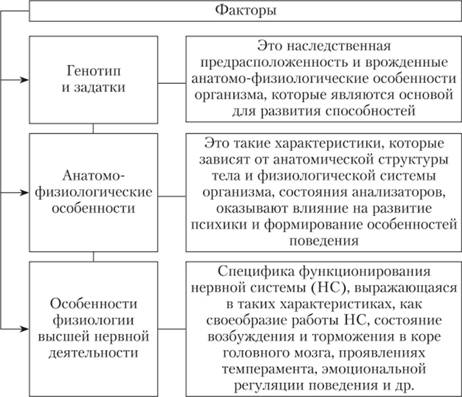 Факторы
Генотип
и задатки
Это наследственная
предрасположенность и врожденные
анатомо-физиологические особенности
организма, которые являются основой
для развития способностей
Анатомо-
физиологические
особенности
Это такие характеристики, которые
зависят от анатомической структуры
тела и физиологической системы
организма, состояния анализаторов,
оказывают влияние на развитие
психики и формирование особенностей
поведения
Особенности
физиологии
высшей нервной
деятельности
Специфика функционирования
нервной системы (НС), выражающаяся
в таких характеристиках, как
своеобразие работы НС, состояние
возбуждения и торможения в коре
головного мозга, проявлениях
темперамента, эмоциональной
регуляции поведения и др.